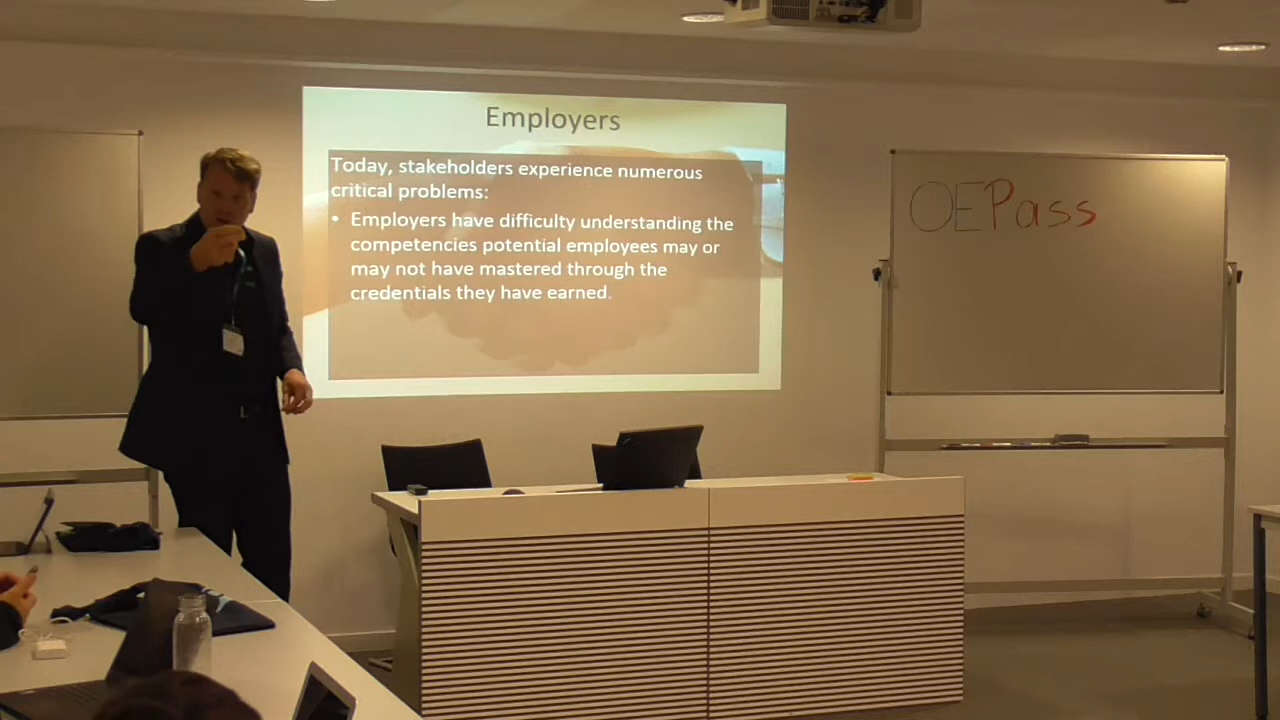 Employers
Today, stakeholders experience numerous
critical problems:
• Employers have difficulty understanding the
competencies potential employees may or
may not have mastered through the
credentials they have earned.
OEPass